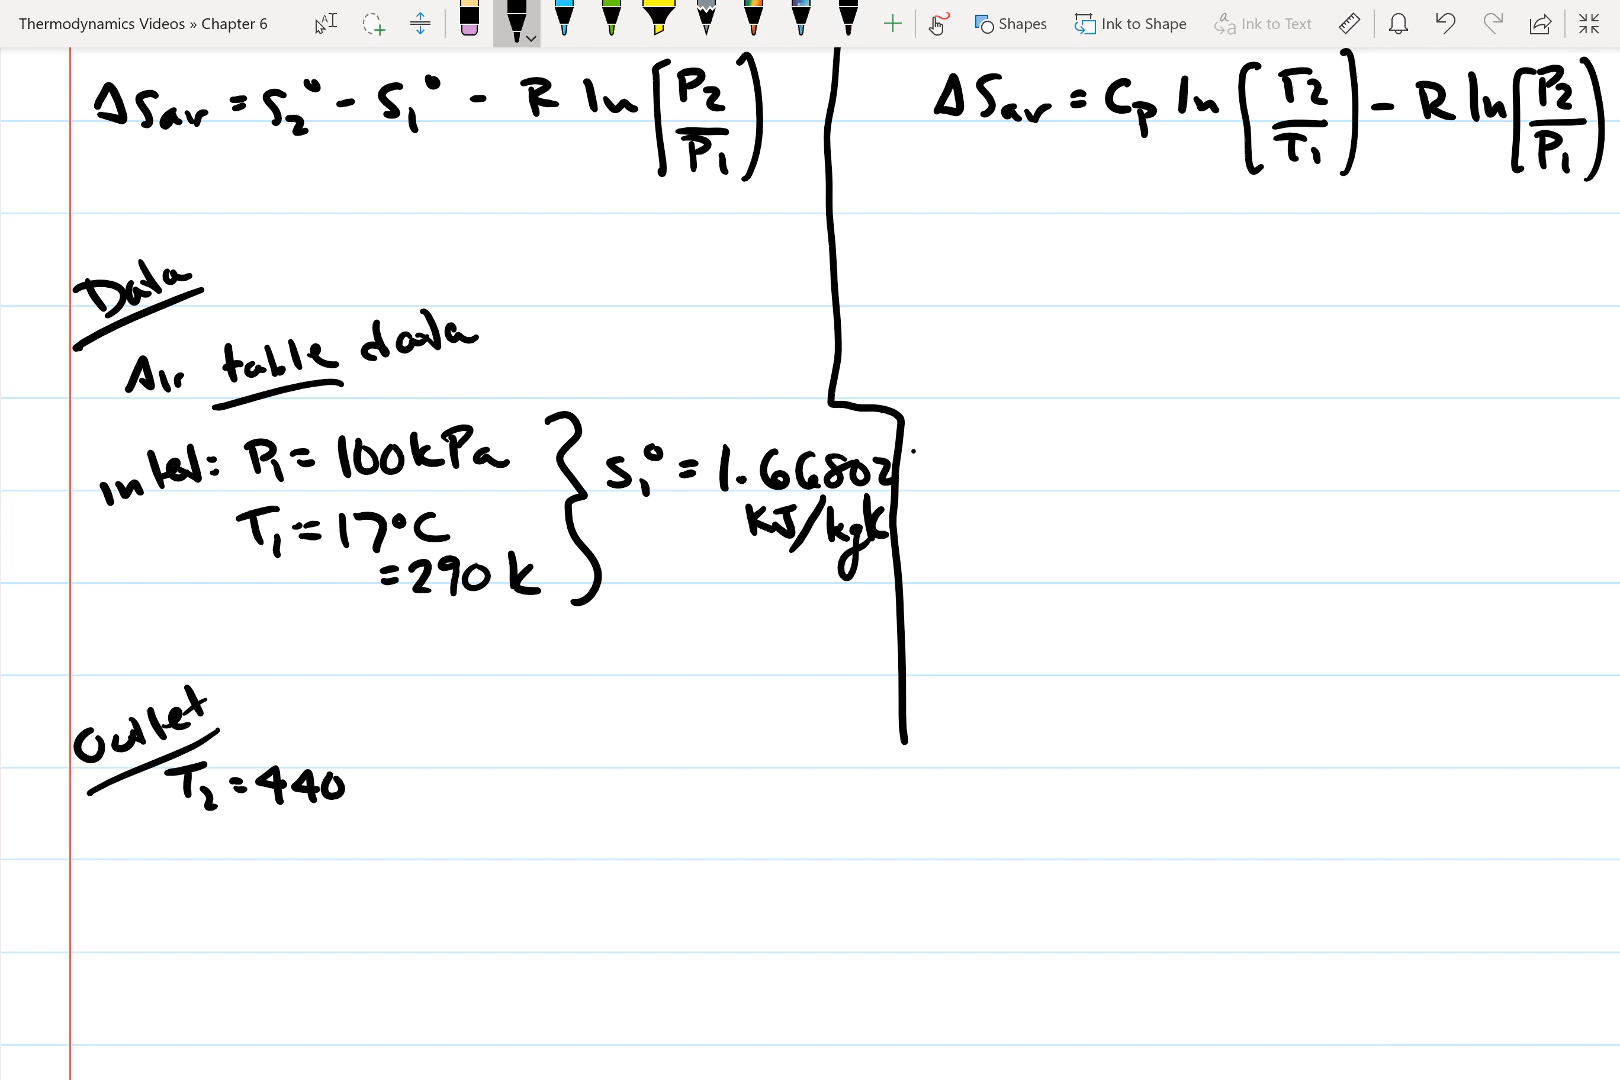 Thermodynamics Videos » Chapter 6
Shapes
Ink to Shape
Ink to Text
ΔSar = S₂° - S₁° - R ln [P₂/P₁]
ΔSar = Cp ln [T₂/T₁] - R ln [P₂/P₁]
Data
Air table data
inlet: P₁ = 100kPa
T₁ = 17°C
= 290 k
S₁° = 1.66802
KJ/kgK
Outlet
T₂ = 440